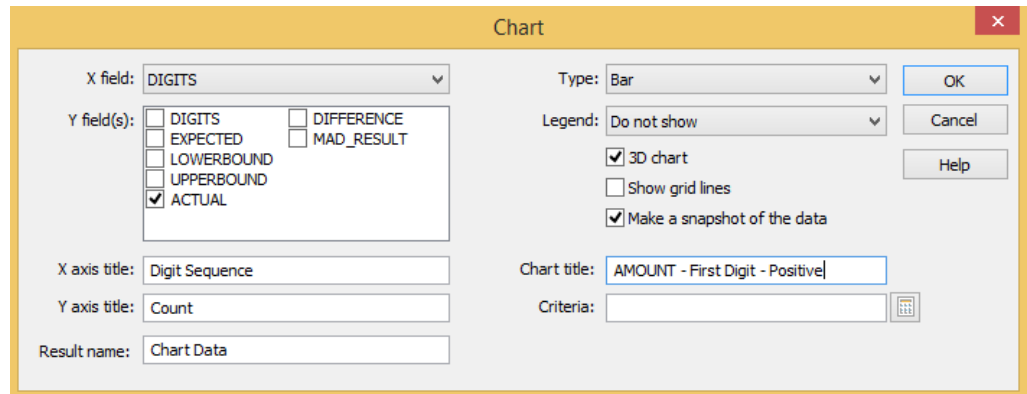 Chart
X field: DIGITS
Type: Bar
OK
Y field(s): DIGITS DIFFERENCE
EXPECTED MAD_RESULT
LOWERBOUND
UPPERBOUND
ACTUAL
Legend: Do not show
Cancel
3D chart
Help
Show grid lines
Make a snapshot of the data
X axis title: Digit Sequence
Chart title: AMOUNT - First Digit - Positive
Y axis title: Count
Criteria:
Result name: Chart Data